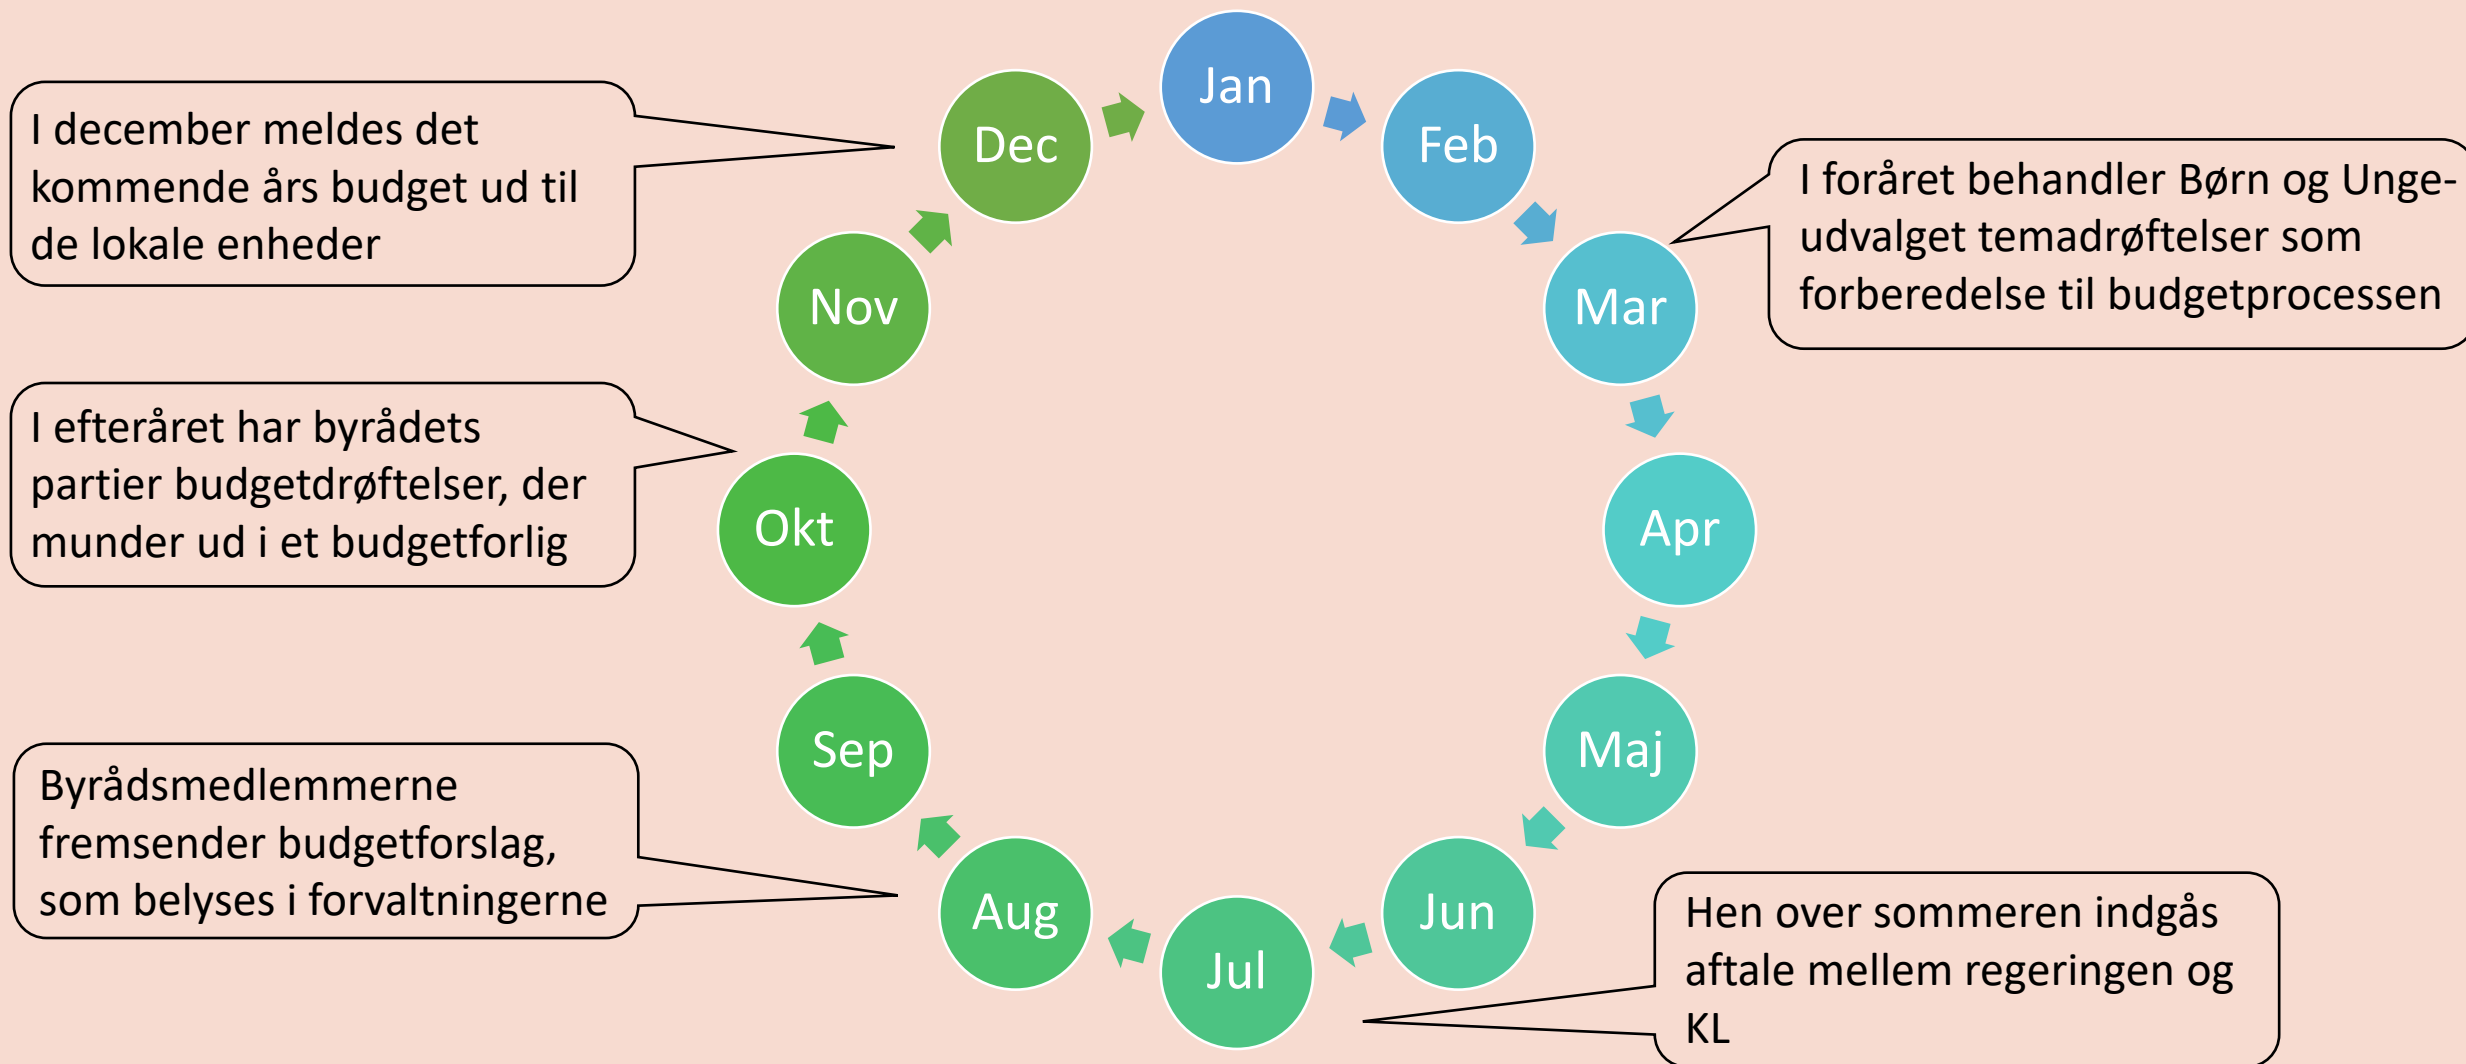 Jan
Feb
Mar
Apr
Maj
Jun
Jul
Aug
Sep
Okt
Nov
Dec
I foråret behandler Børn og Unge-
udvalget temadrøftelser som
forberedelse til budgetprocessen
Hen over sommeren indgås
aftale mellem regeringen og
KL
Byrådsmedlemmerne
fremsender budgetforslag,
som belyses i forvaltningerne
I efteråret har byrådets
partier budgetdrøftelser, der
munder ud i et budgetforlig
I december meldes det
kommende års budget ud til
de lokale enheder